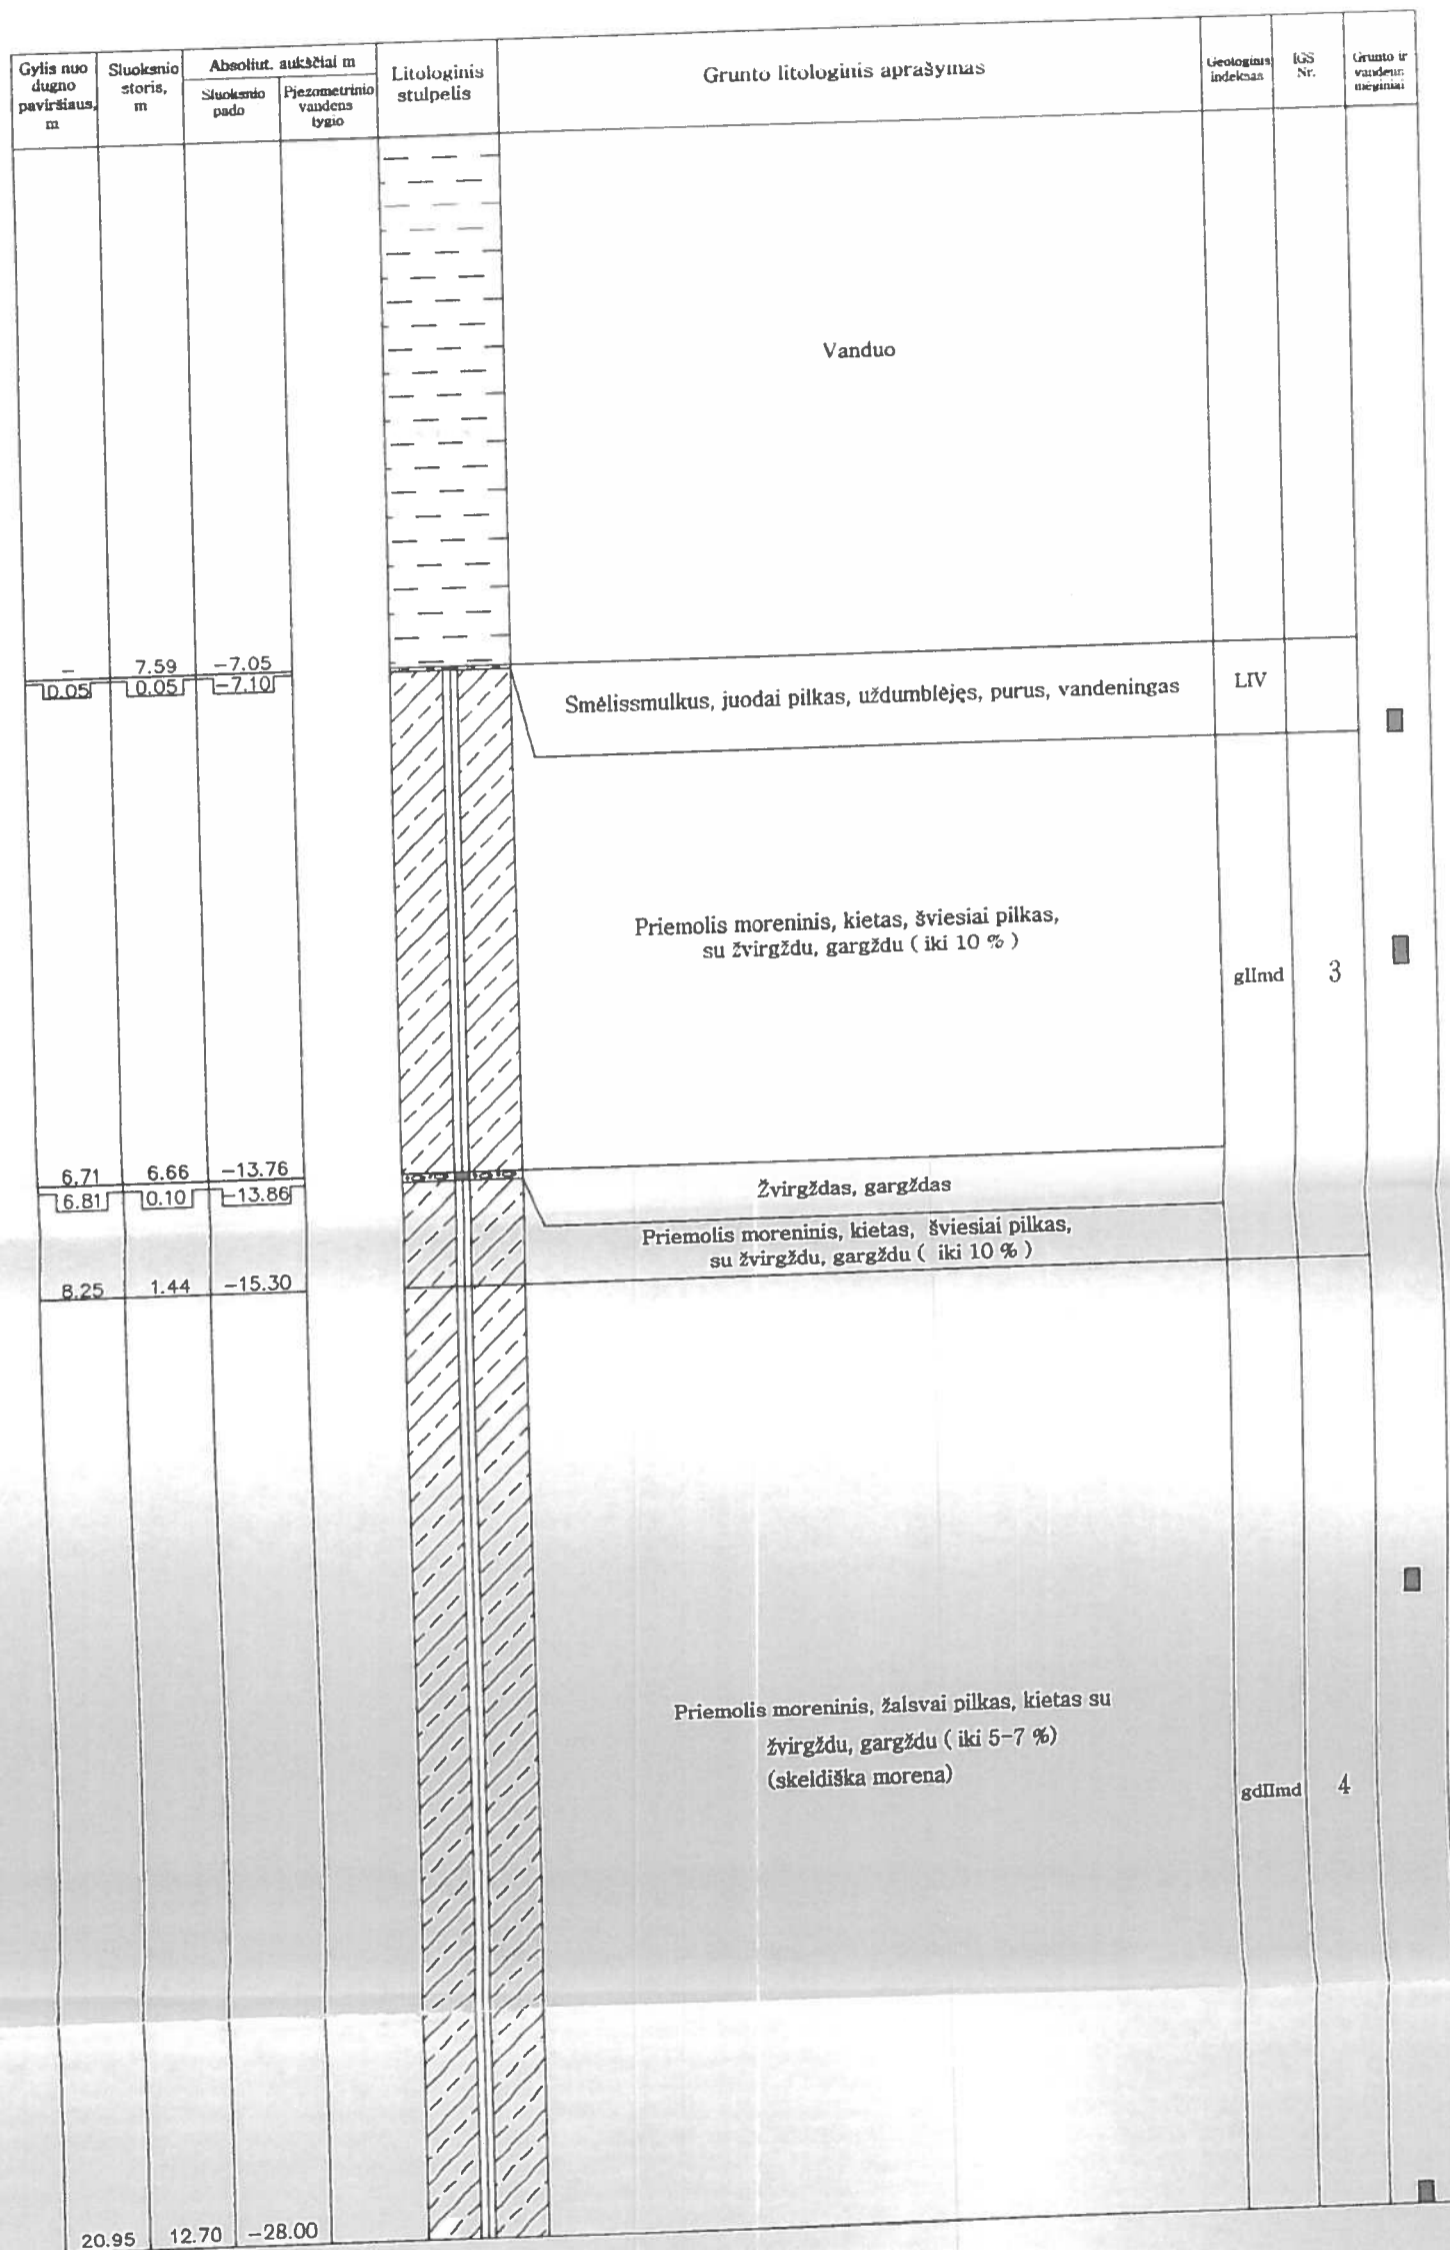 Gylis nuo
dugno
paviršiaus,
m
Sluoksnio
storis,
m
Absoliut. aukščiai m
Sluoksnio
pado
Pjezometrinio
vandens
lygio
Litologinis
stulpelis
Grunto litologinis aprašymas
Geologinis
indeksas
IGS
Nr.
Grunto ir
vandens
mėginiai
Vanduo
– 7.59 –7.05
0.05 0.05 –7.10
Smėlissmulkus, juodai pilkas, uždumblėjęs, purus, vandeningas
LIV
Priemolis moreninis, kietas, šviesiai pilkas,
su žvirgždu, gargždu ( iki 10 % )
gIImd 3
6.71 6.66 –13.76
6.81 0.10 –13.86
Žvirgždas, gargždas
Priemolis moreninis, kietas, šviesiai pilkas,
su žvirgždu, gargždu ( iki 10 % )
8.25 1.44 –15.30
Priemolis moreninis, žalsvai pilkas, kietas su
žvirgždu, gargždu ( iki 5-7 %)
(skeldiška morena)
gdIImd 4
20.95 12.70 –28.00